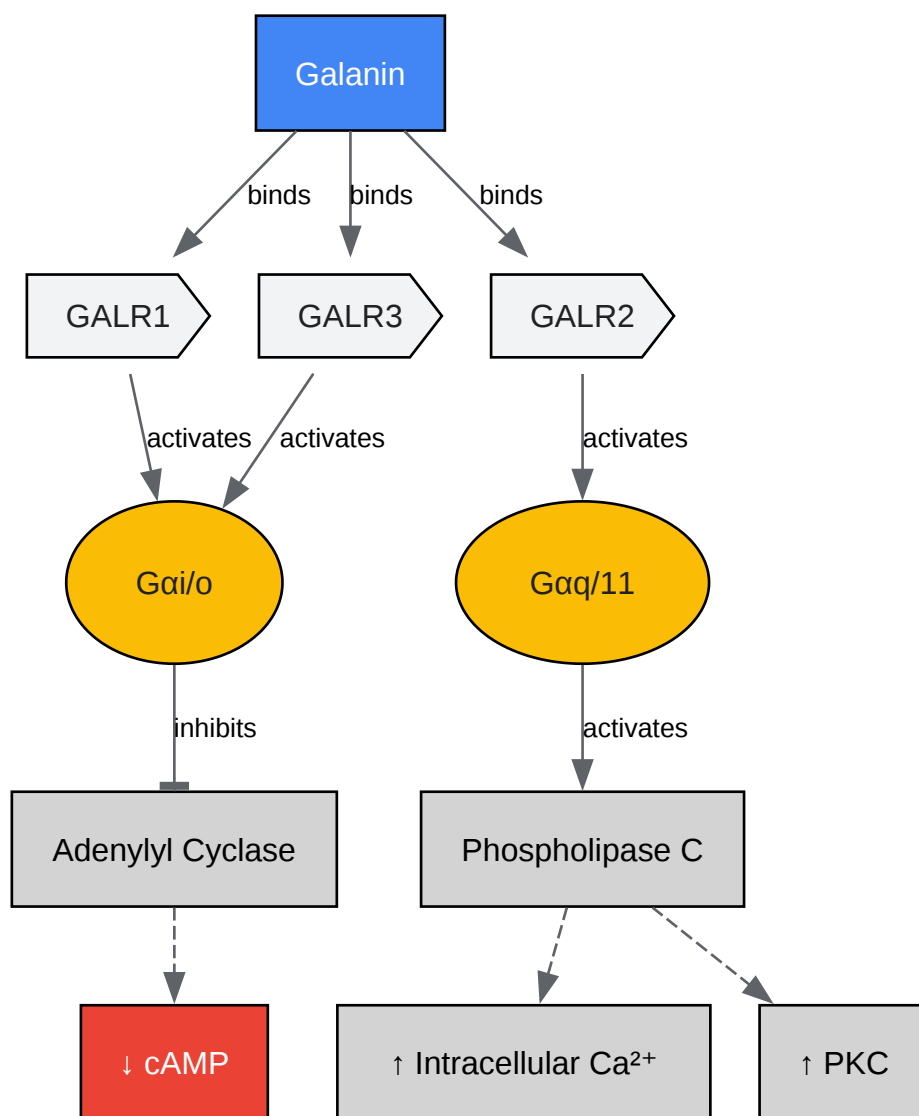 Galanin
binds
binds
binds
GALR1
GALR3
GALR2
activates
activates
activates
Gαi/o
Gαq/11
inhibits
activates
Adenylyl Cyclase
Phospholipase C
↓ cAMP
↑ Intracellular Ca²⁺
↑ PKC